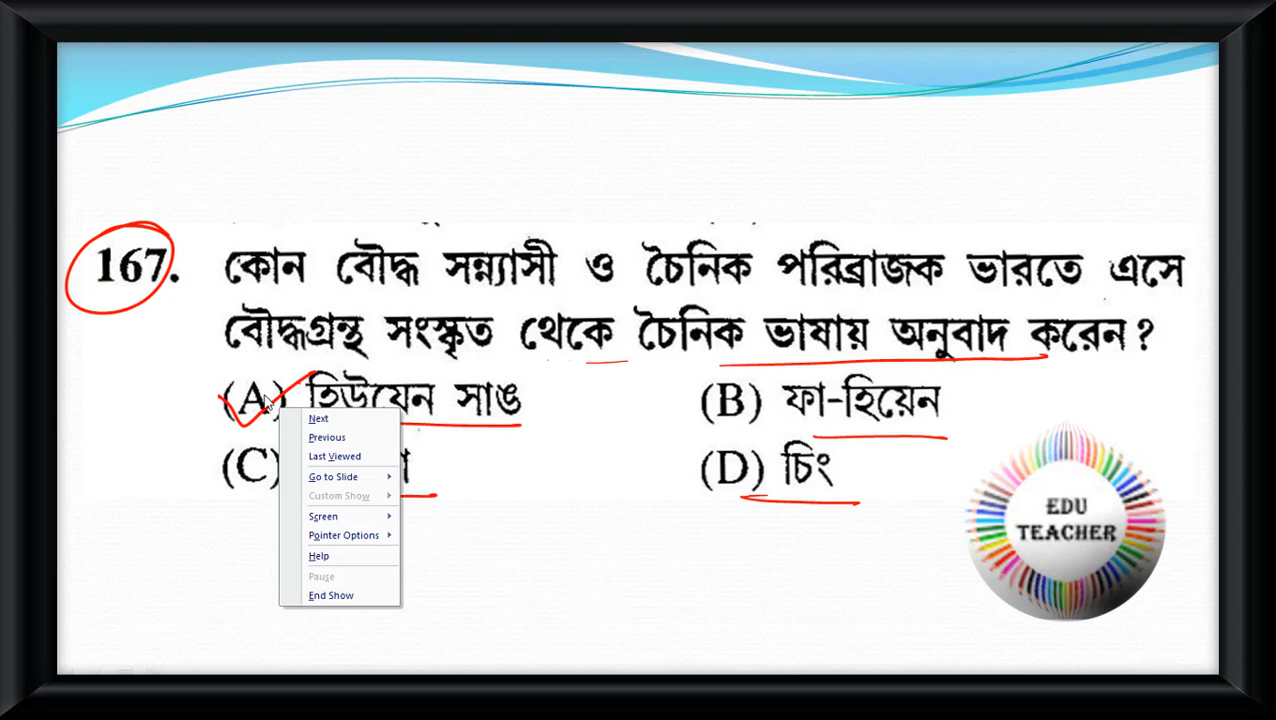 167. কোন বৌদ্ধ সন্ন্যাসী ও চৈনিক পরিব্রাজক ভারতে এসে
বৌদ্ধগ্রন্থ সংস্কৃত থেকে চৈনিক ভাষায় অনুবাদ করেন?
(A) হিউয়েন সাঙ (B) ফা-হিয়েন
(C) (D) চিং
Next
Previous
Last Viewed
Go to Slide
Custom Show
Screen
Pointer Options
Help
Pause
End Show
EDU
TEACHER